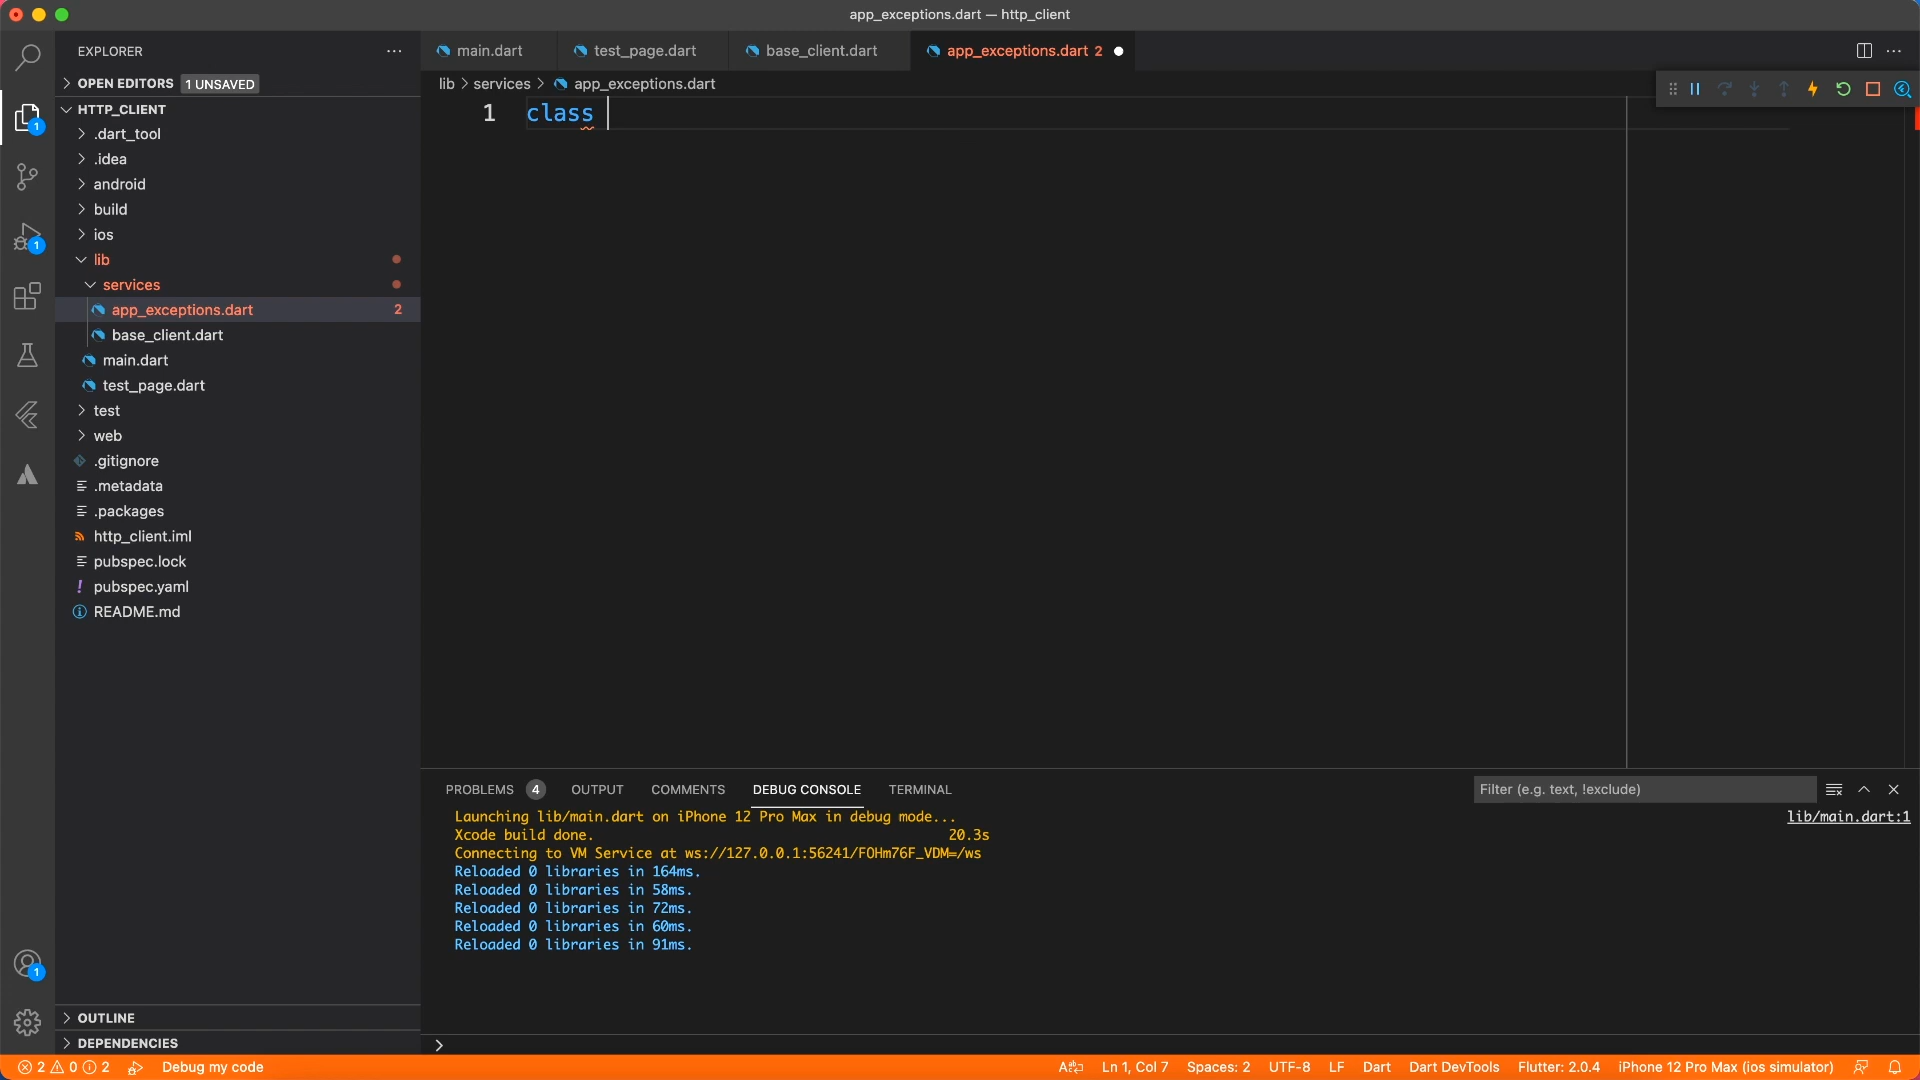 app_exceptions.dart — http_client
EXPLORER
main.dart
test_page.dart
base_client.dart
app_exceptions.dart 2
OPEN EDITORS 1 UNSAVED
lib > services > app_exceptions.dart
HTTP_CLIENT
1 class
.dart_tool
.idea
android
build
ios
lib
services
app_exceptions.dart 2
base_client.dart
main.dart
test_page.dart
test
web
.gitignore
.metadata
.packages
http_client.iml
pubspec.lock
pubspec.yaml
README.md
1
1
1
PROBLEMS 4 OUTPUT COMMENTS DEBUG CONSOLE TERMINAL
Filter (e.g. text, !exclude)
Launching lib/main.dart on iPhone 12 Pro Max in debug mode...
lib/main.dart:1
Xcode build done. 20.3s
Connecting to VM Service at ws://127.0.0.1:56241/FOHm76F_VDM=/ws
Reloaded 0 libraries in 164ms.
Reloaded 0 libraries in 58ms.
Reloaded 0 libraries in 72ms.
Reloaded 0 libraries in 60ms.
Reloaded 0 libraries in 91ms.
OUTLINE
DEPENDENCIES
2 0 2 Debug my code
Ln 1, Col 7 Spaces: 2 UTF-8 LF Dart Dart DevTools Flutter: 2.0.4 iPhone 12 Pro Max (ios simulator)